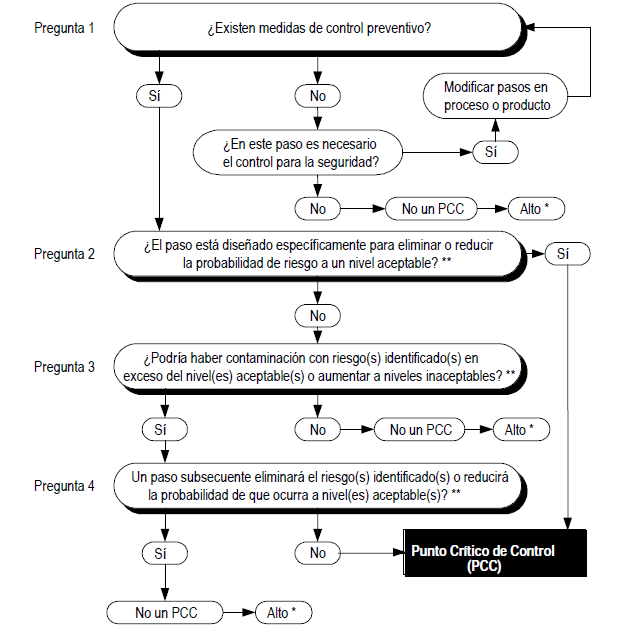 Pregunta 1
¿Existen medidas de control preventivo?
Sí
No
Modificar pasos en
proceso o producto
¿En este paso es necesario
el control para la seguridad?
Sí
No
No un PCC
Alto *
Pregunta 2
¿El paso está diseñado específicamente para eliminar o reducir
la probabilidad de riesgo a un nivel aceptable? **
Sí
No
Pregunta 3
¿Podría haber contaminación con riesgo(s) identificado(s) en
exceso del nivel(es) aceptable(s) o aumentar a niveles inaceptables? **
Sí
No
No un PCC
Alto *
Pregunta 4
Un paso subsecuente eliminará el riesgo(s) identificado(s) o reducirá
la probabilidad de que ocurra a nivel(es) aceptable(s)? **
Sí
No
Punto Crítico de Control
(PCC)
No un PCC
Alto *